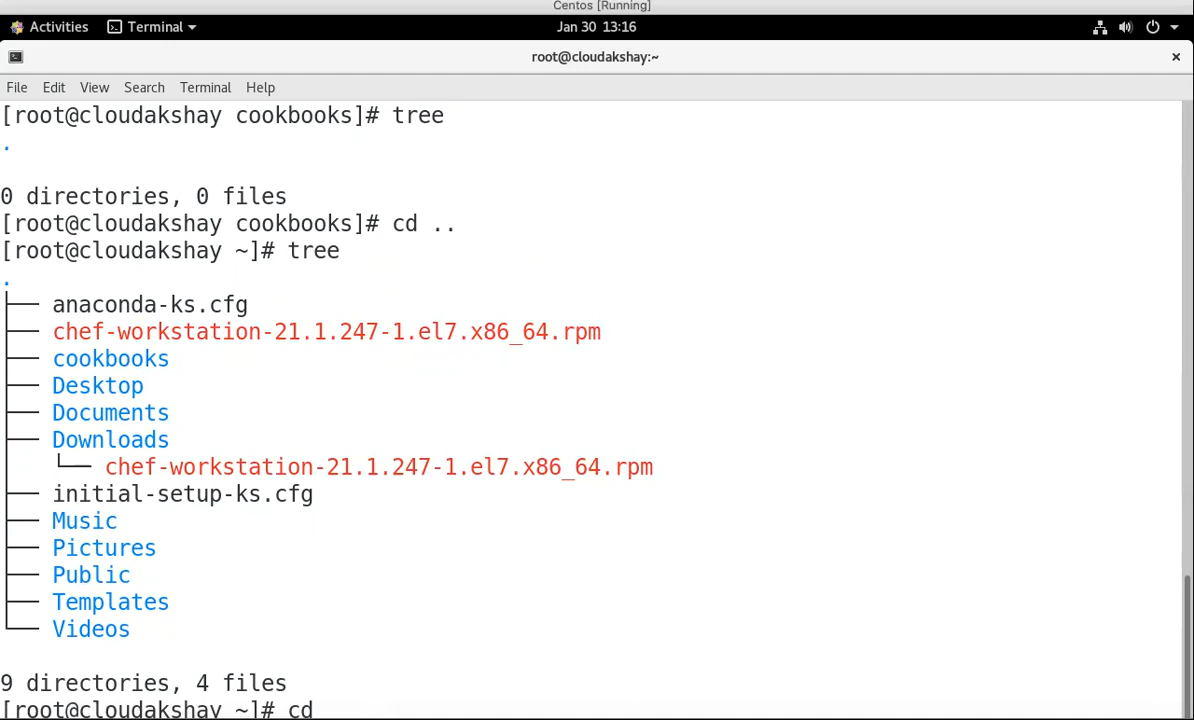 Centos [Running]
Activities Terminal Jan 30 13:16
root@cloudakshay:~ ×
File Edit View Search Terminal Help
[root@cloudakshay cookbooks]# tree
.
0 directories, 0 files
[root@cloudakshay cookbooks]# cd ..
[root@cloudakshay ~]# tree
.
├── anaconda-ks.cfg
├── chef-workstation-21.1.247-1.el7.x86_64.rpm
├── cookbooks
├── Desktop
├── Documents
├── Downloads
│   └── chef-workstation-21.1.247-1.el7.x86_64.rpm
├── initial-setup-ks.cfg
├── Music
├── Pictures
├── Public
├── Templates
└── Videos
9 directories, 4 files
[root@cloudakshay ~]# cd